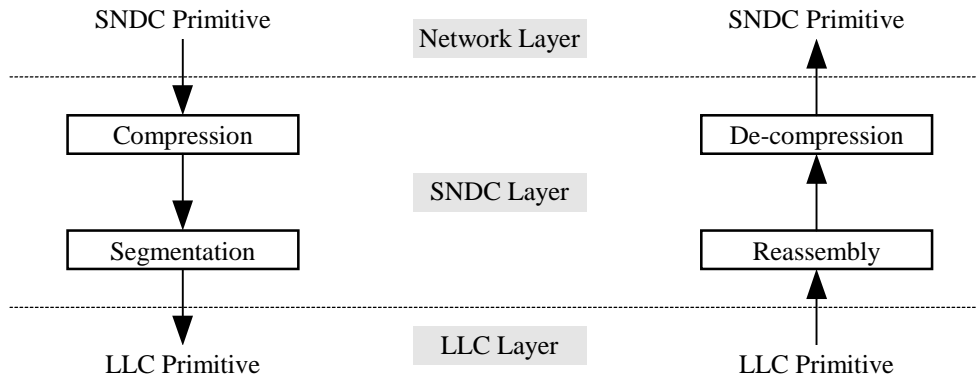 SNDC Primitive
SNDC Primitive
Network Layer
Compression
De-compression
SNDC Layer
Segmentation
Reassembly
LLC Layer
LLC Primitive
LLC Primitive